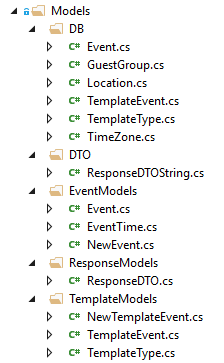 Models
DB
C# Event.cs
C# GuestGroup.cs
C# Location.cs
C# TemplateEvent.cs
C# TemplateType.cs
C# TimeZone.cs
DTO
C# ResponseDTOString.cs
EventModels
C# Event.cs
C# EventTime.cs
C# NewEvent.cs
ResponseModels
C# ResponseDTO.cs
TemplateModels
C# NewTemplateEvent.cs
C# TemplateEvent.cs
C# TemplateType.cs